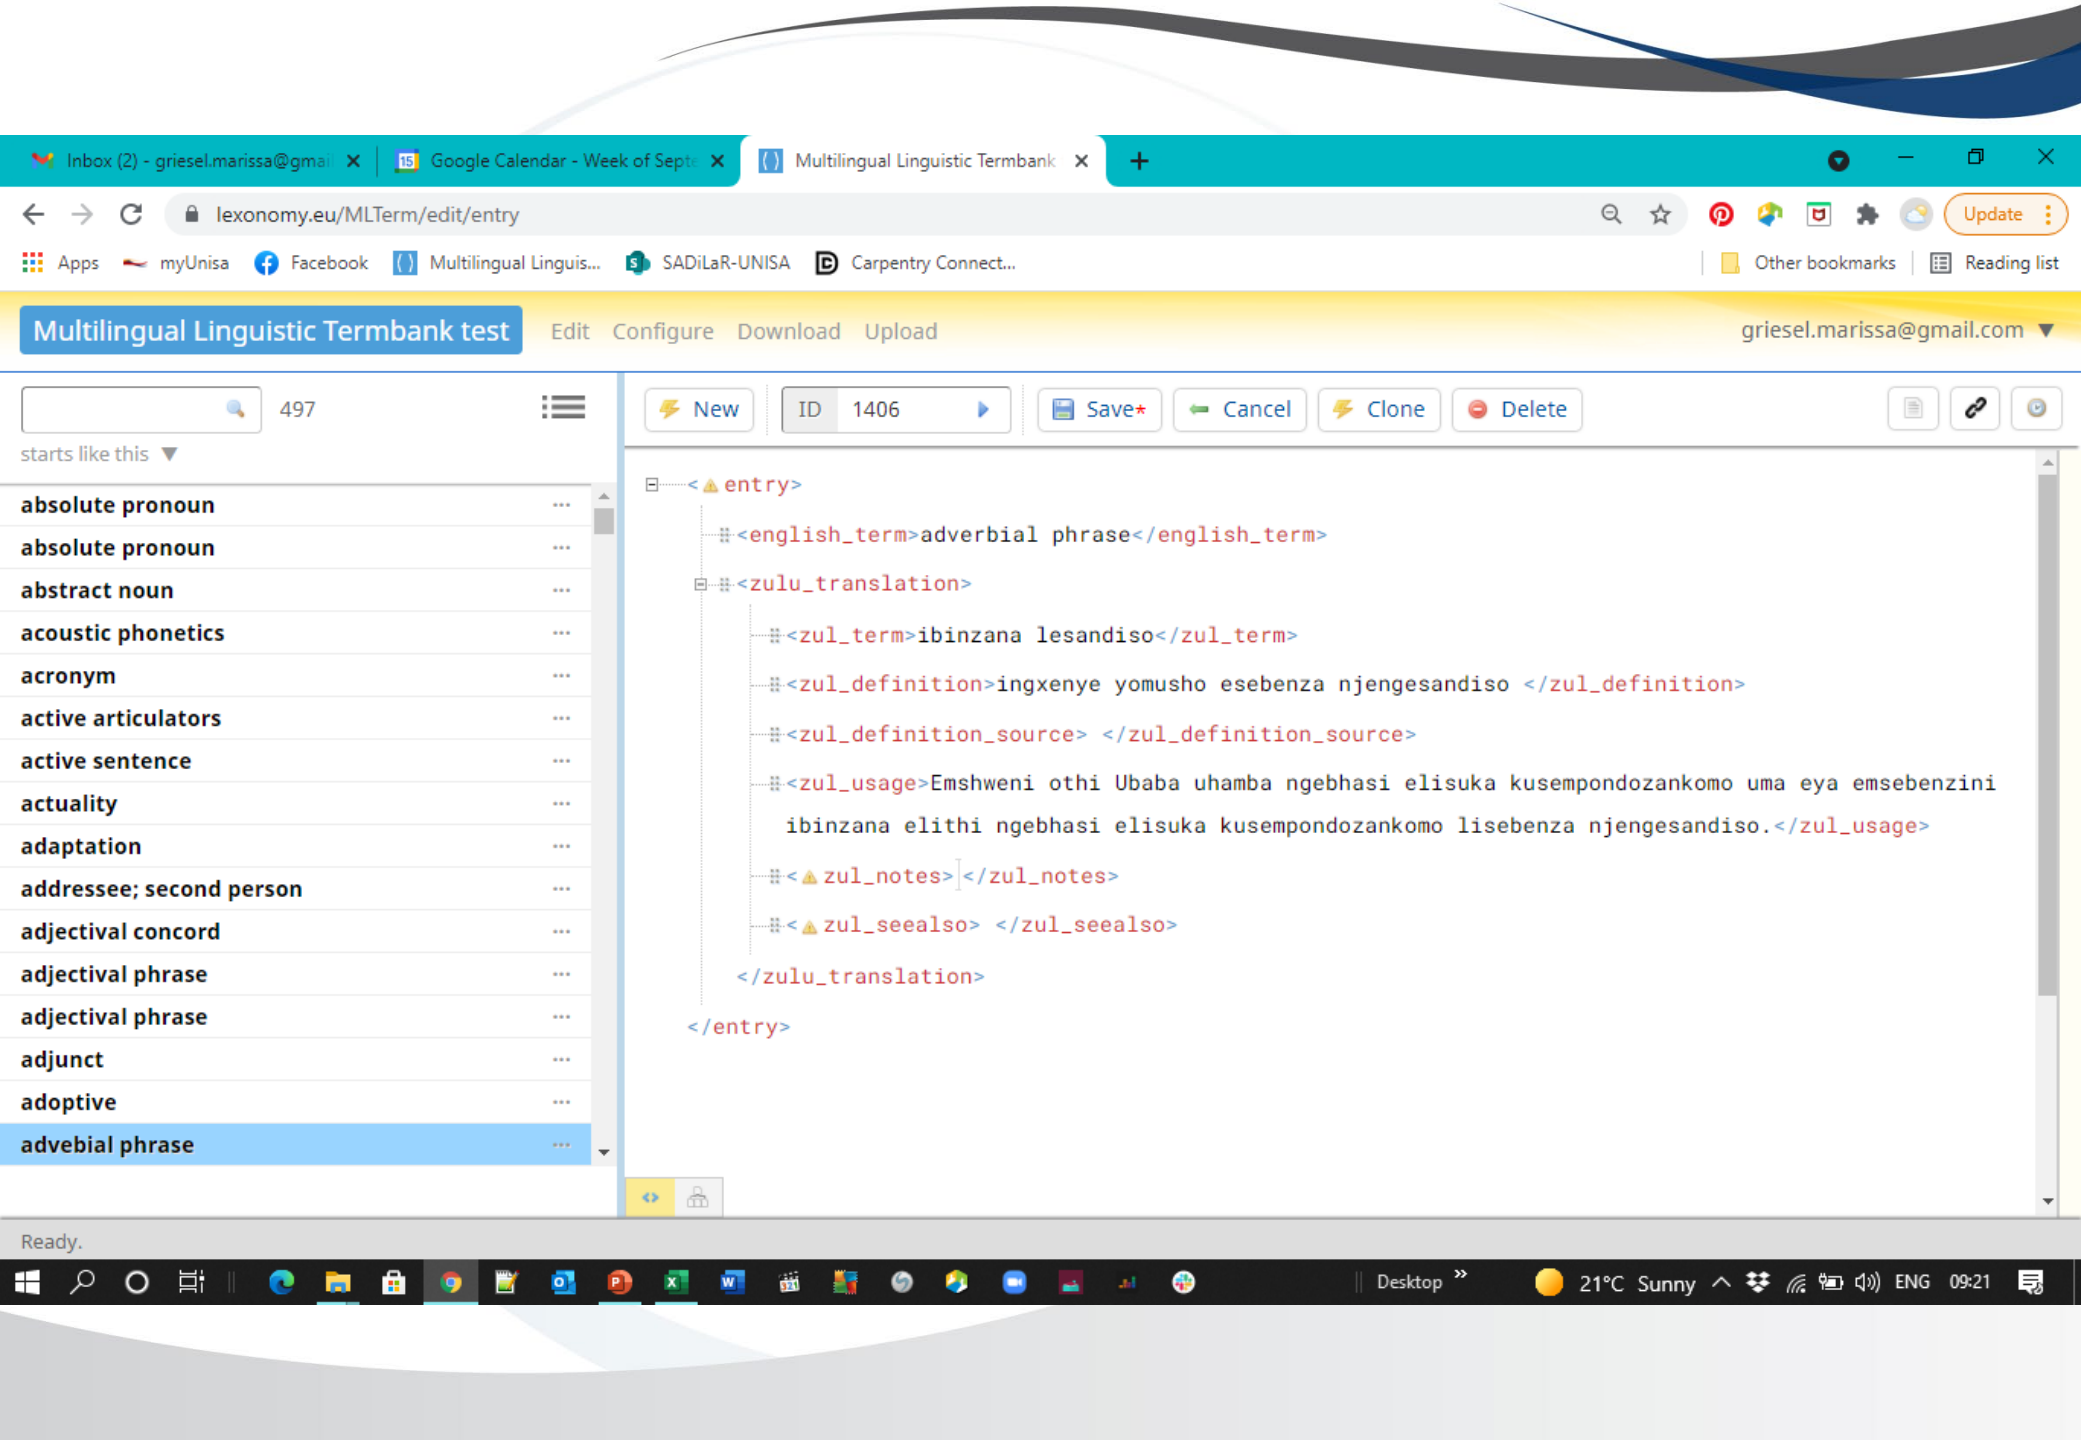 Inbox (2) - griesel.marissa@gmai
Google Calendar - Week of Septe
Multilingual Linguistic Termbank
lexonomy.eu/MLTerm/edit/entry
Update
Apps myUnisa Facebook Multilingual Linguis... SADiLaR-UNISA Carpentry Connect... Other bookmarks Reading list
Multilingual Linguistic Termbank test Edit Configure Download Upload griesel.marissa@gmail.com ▼
497
starts like this ▼
absolute pronoun
absolute pronoun
abstract noun
acoustic phonetics
acronym
active articulators
active sentence
actuality
adaptation
addressee; second person
adjectival concord
adjectival phrase
adjectival phrase
adjunct
adoptive
advebial phrase
New ID 1406 Save* Cancel Clone Delete
<entry>
<english_term>adverbial phrase</english_term>
<zulu_translation>
<zul_term>ibinzana lesandiso</zul_term>
<zul_definition>ingxenye yomusho esebenza njengesandiso </zul_definition>
<zul_definition_source> </zul_definition_source>
<zul_usage>Emshweni othi Ubaba uhamba ngebhasi elisuka kusempondozankomo uma eya emsebenzini
ibinzana elithi ngebhasi elisuka kusempondozankomo lisebenza njengesandiso.</zul_usage>
<zul_notes> </zul_notes>
<zul_seealso> </zul_seealso>
</zulu_translation>
</entry>
Ready.
Desktop » 21°C Sunny ENG 09:21